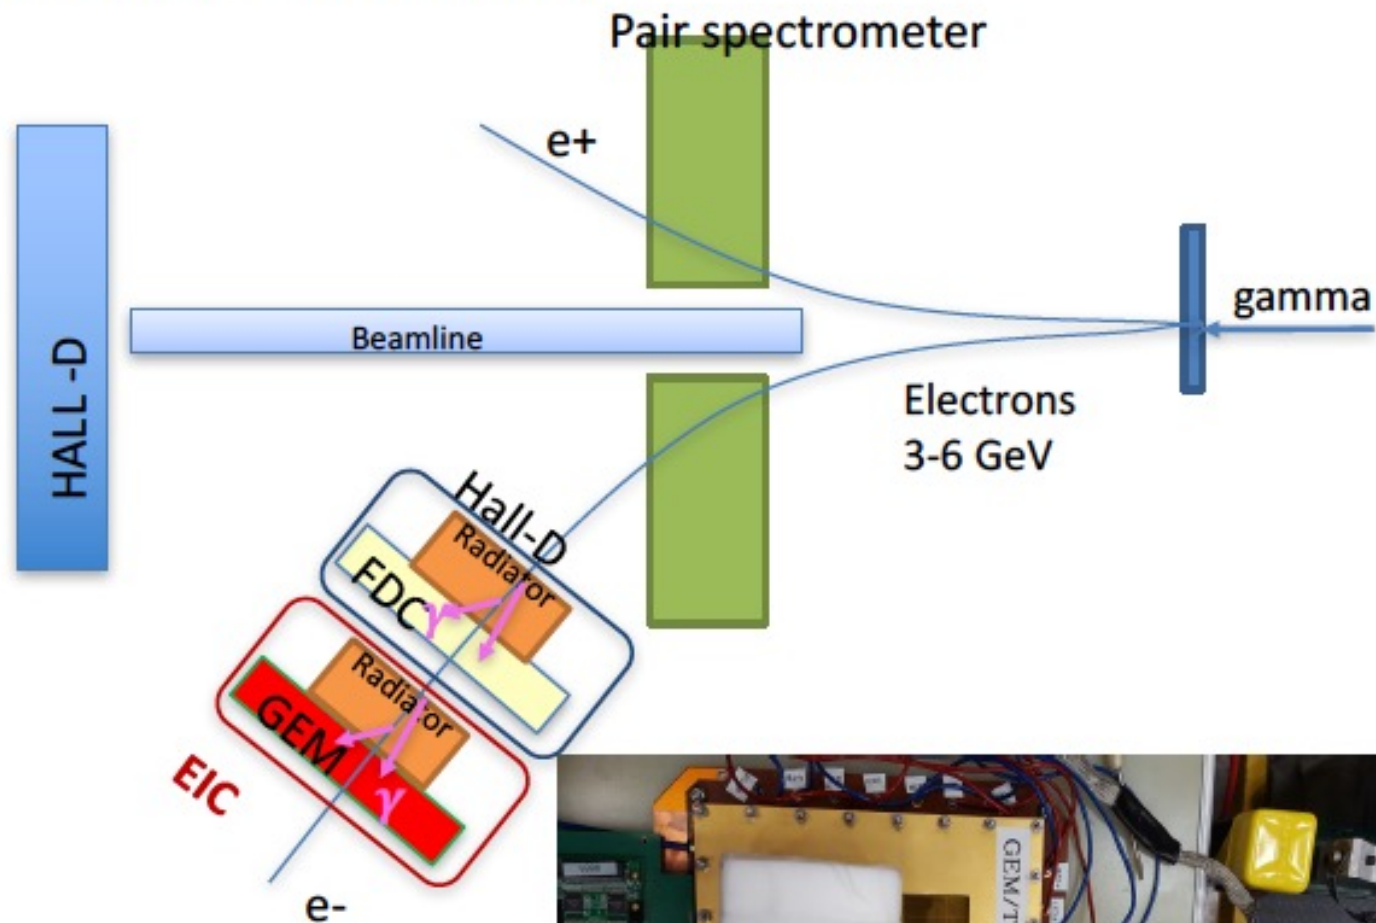 Pair spectrometer
e+
gamma
HALL -D
Beamline
Electrons
3-6 GeV
Hall-D
Radiator
FDC
γ
Radiator
GEM
γ
EIC
e-
GEM/T